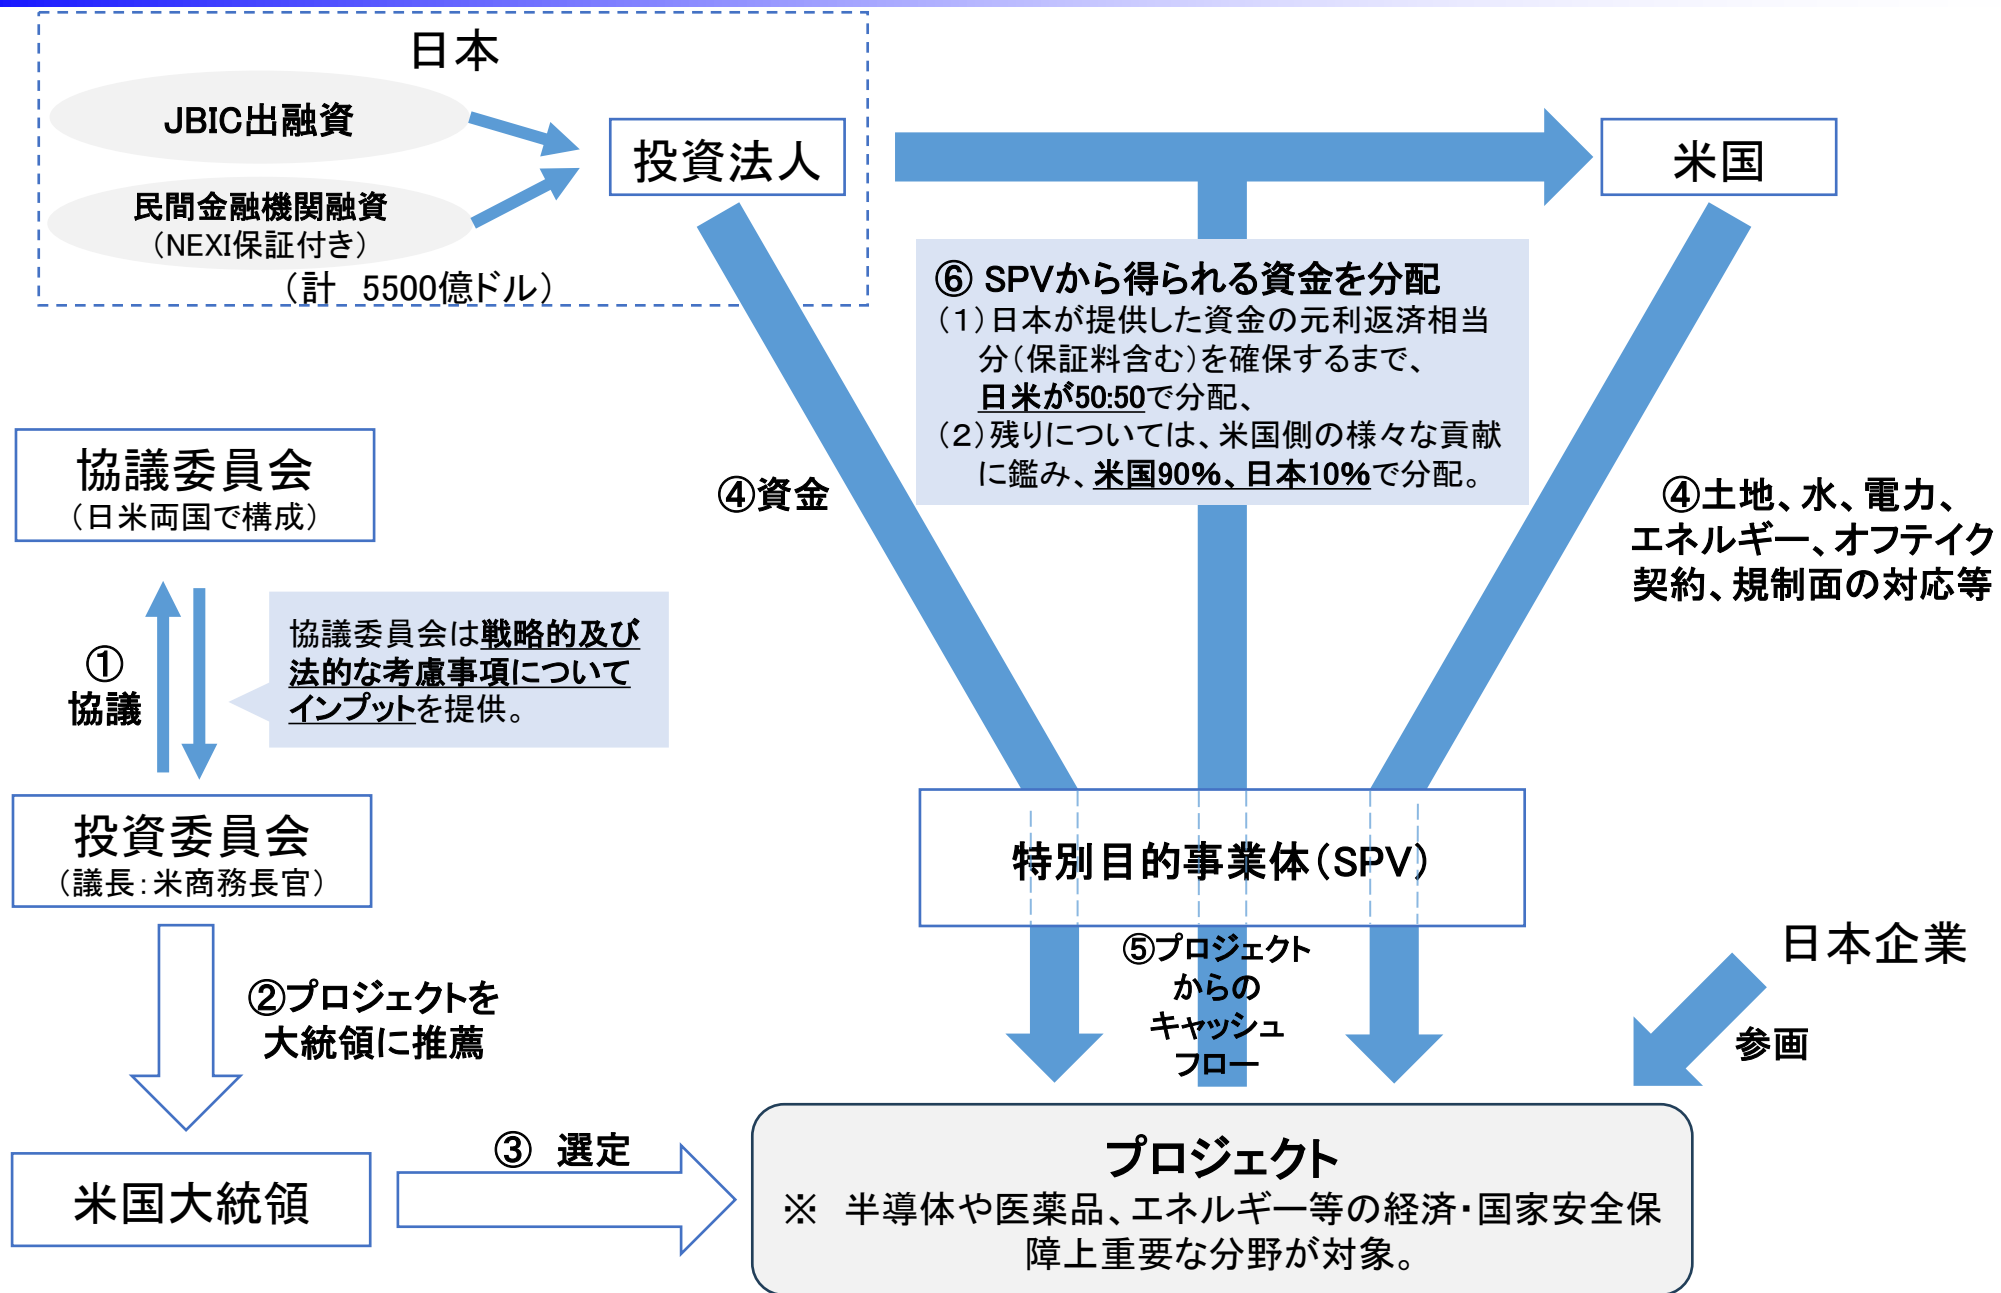 日本
JBIC出融資
民間金融機関融資
（NEXI保証付き）
（計　5500億ドル）
投資法人
米国
⑥ SPVから得られる資金を分配
（１）日本が提供した資金の元利返済相当
分（保証料含む）を確保するまで、
日米が50:50で分配、
（２）残りについては、米国側の様々な貢献
に鑑み、米国90%、日本10%で分配。
④資金
④土地、水、電力、
エネルギー、オフテイク
契約、規制面の対応等
協議委員会
（日米両国で構成）
①
協議
協議委員会は戦略的及び
法的な考慮事項について
インプットを提供。
投資委員会
（議長：米商務長官）
②プロジェクトを
大統領に推薦
米国大統領
③　選定
特別目的事業体（SPV）
⑤プロジェクト
からの
キャッシュ
フロー
日本企業
参画
プロジェクト
※　半導体や医薬品、エネルギー等の経済・国家安全保
障上重要な分野が対象。